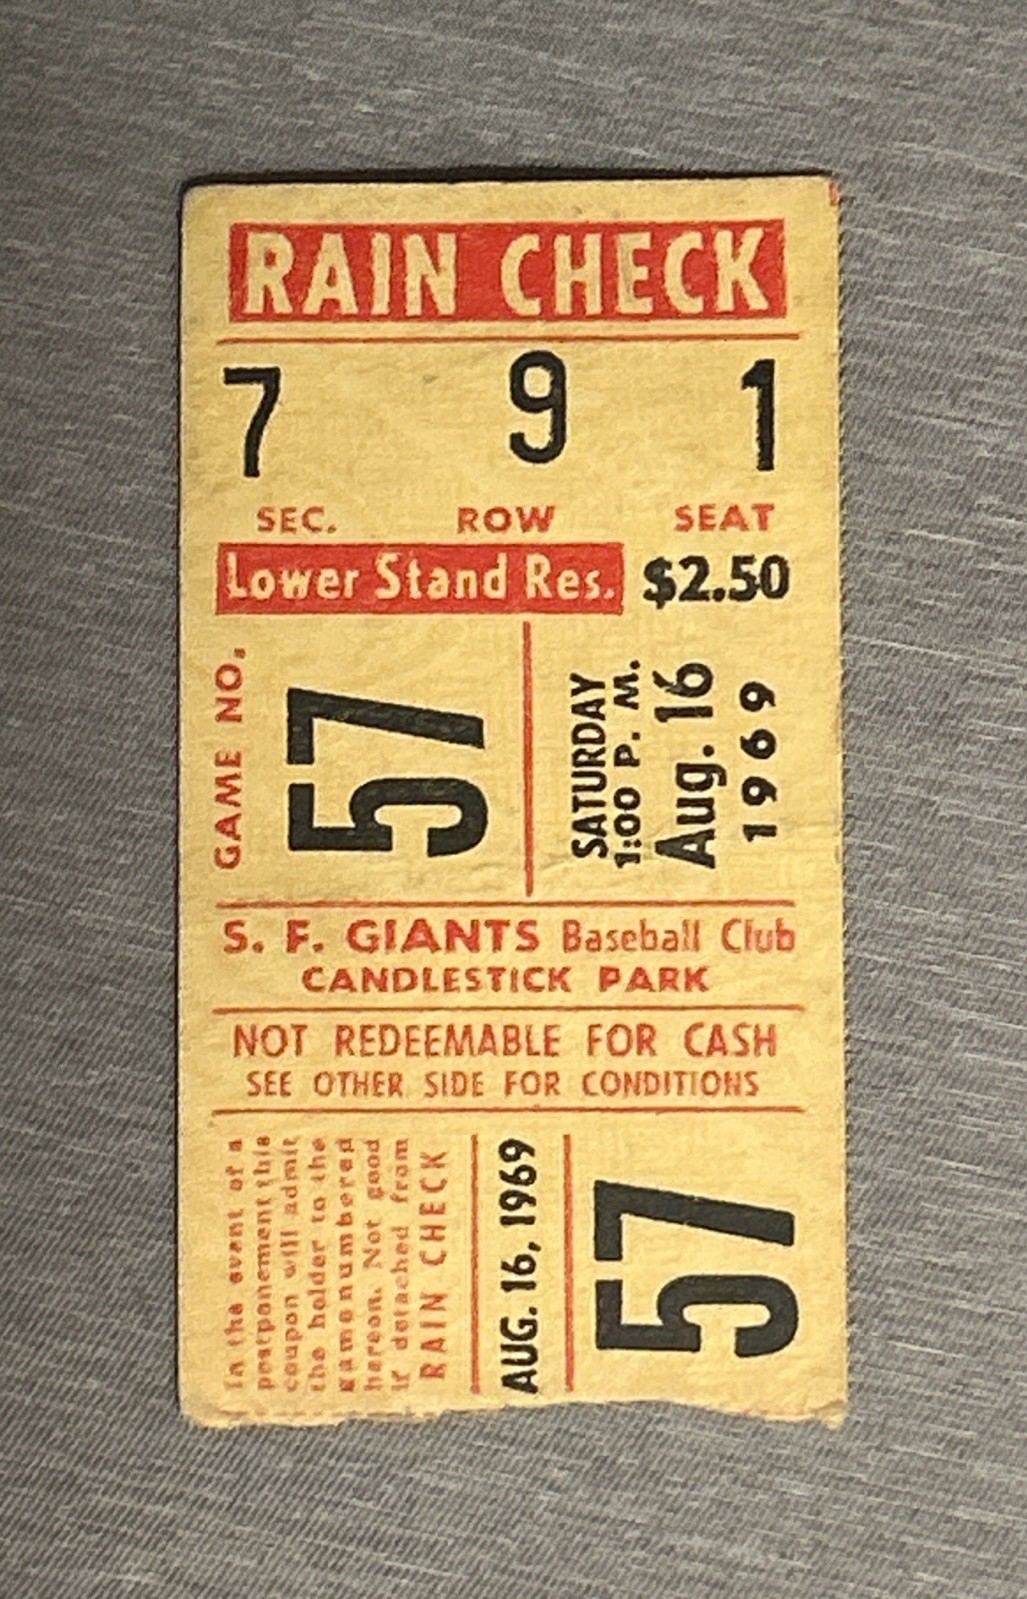 RAIN CHECK
7 9 1
SEC. ROW SEAT
Lower Stand Res. $2.50
GAME NO.
57
SATURDAY
1:00 P. M.
Aug. 16
1969
S. F. GIANTS Baseball Club
CANDLESTICK PARK
NOT REDEEMABLE FOR CASH
SEE OTHER SIDE FOR CONDITIONS
In the event of a
postponement this
coupon will admit
the holder to the
game numbered
hereon. Not good
if detached from
RAIN CHECK
AUG. 16, 1969
57